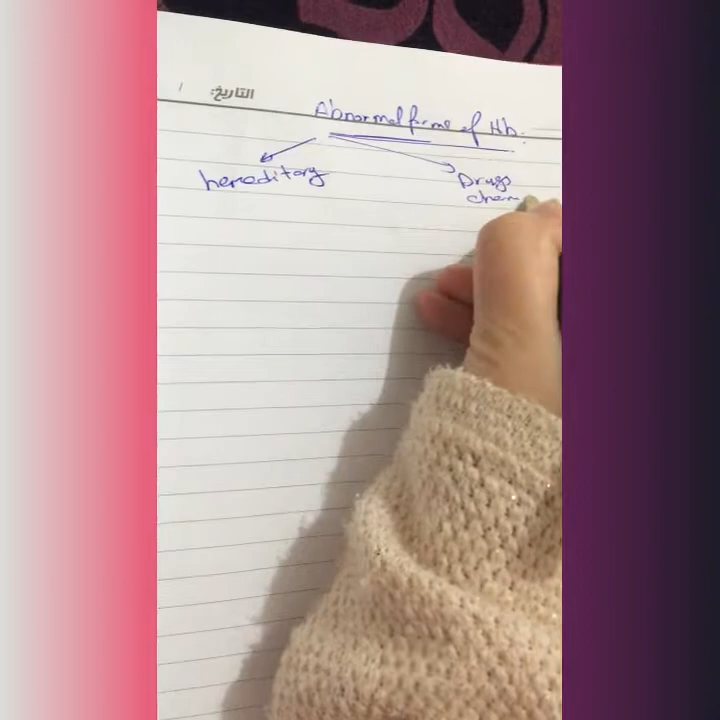 التاريخ: /
Abnormal forms of Hb.
hereditary
Drugs
chem